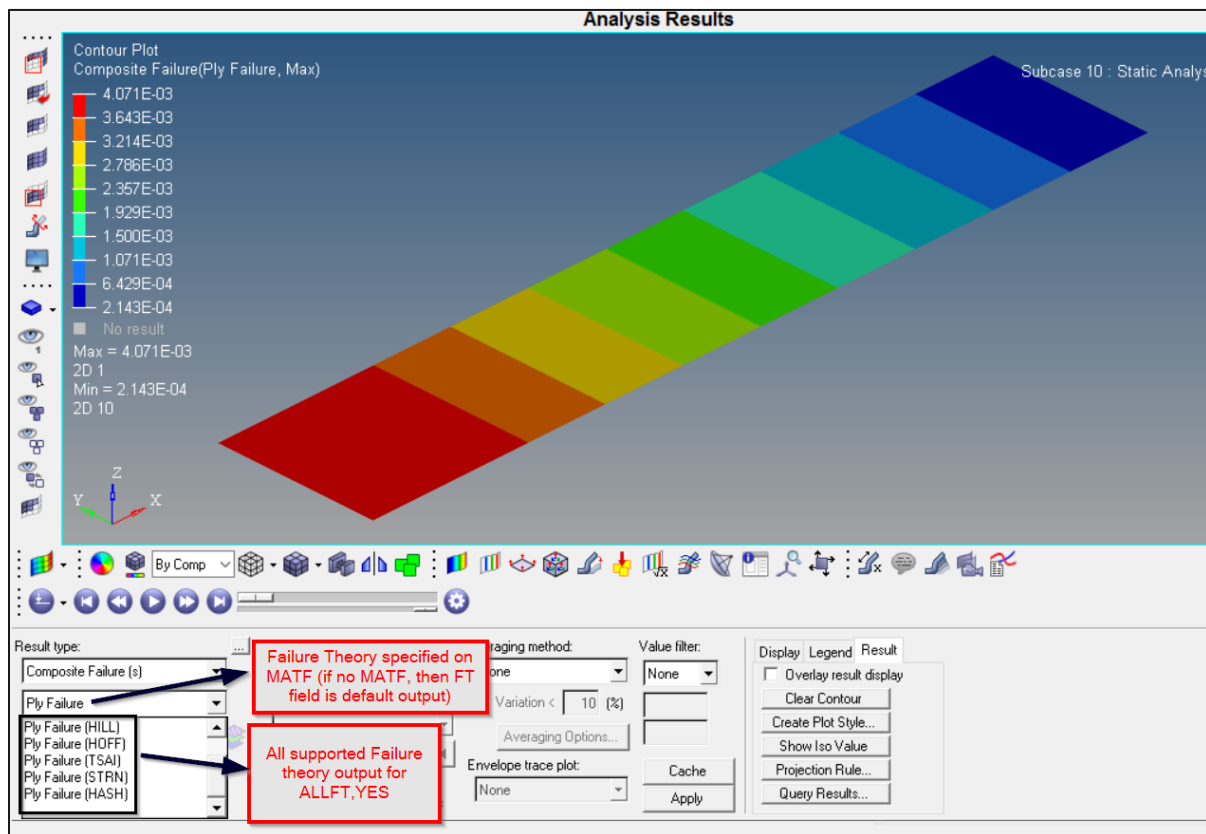 Analysis Results
Contour Plot
Composite Failure(Ply Failure, Max)
Subcase 10 : Static Analys
4.071E-03
3.643E-03
3.214E-03
2.786E-03
2.357E-03
1.929E-03
1.500E-03
1.071E-03
6.429E-04
2.143E-04
No result
Max = 4.071E-03
2D 1
Min = 2.143E-04
2D 10
Z
Y
X
1
By Comp
Result type:
...
Composite Failure (s)
Ply Failure
Ply Failure (HILL)
Ply Failure (HOFF)
Ply Failure (TSAI)
Ply Failure (STRN)
Ply Failure (HASH)
Failure Theory specified on
MATF (if no MATF, then FT
field is default output)
All supported Failure
theory output for
ALLFT,YES
raging method:
one
Variation < 10 (%)
Averaging Options...
Envelope trace plot:
None
Value filter:
None
Cache
Apply
Display Legend Result
Overlay result display
Clear Contour
Create Plot Style...
Show Iso Value
Projection Rule...
Query Results...